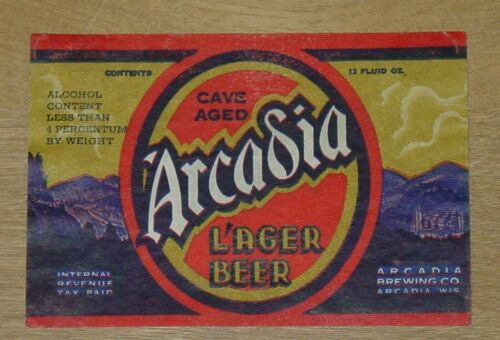 CONTENTS
12 FLUID OZ.
ALCOHOL
CONTENT
LESS THAN
4 PERCENTUM
BY WEIGHT
CAVE
AGED
Arcadia
LAGER
BEER
INTERNAL
REVENUE
TAX PAID
ARCADIA
BREWING CO.
ARCADIA, WIS.